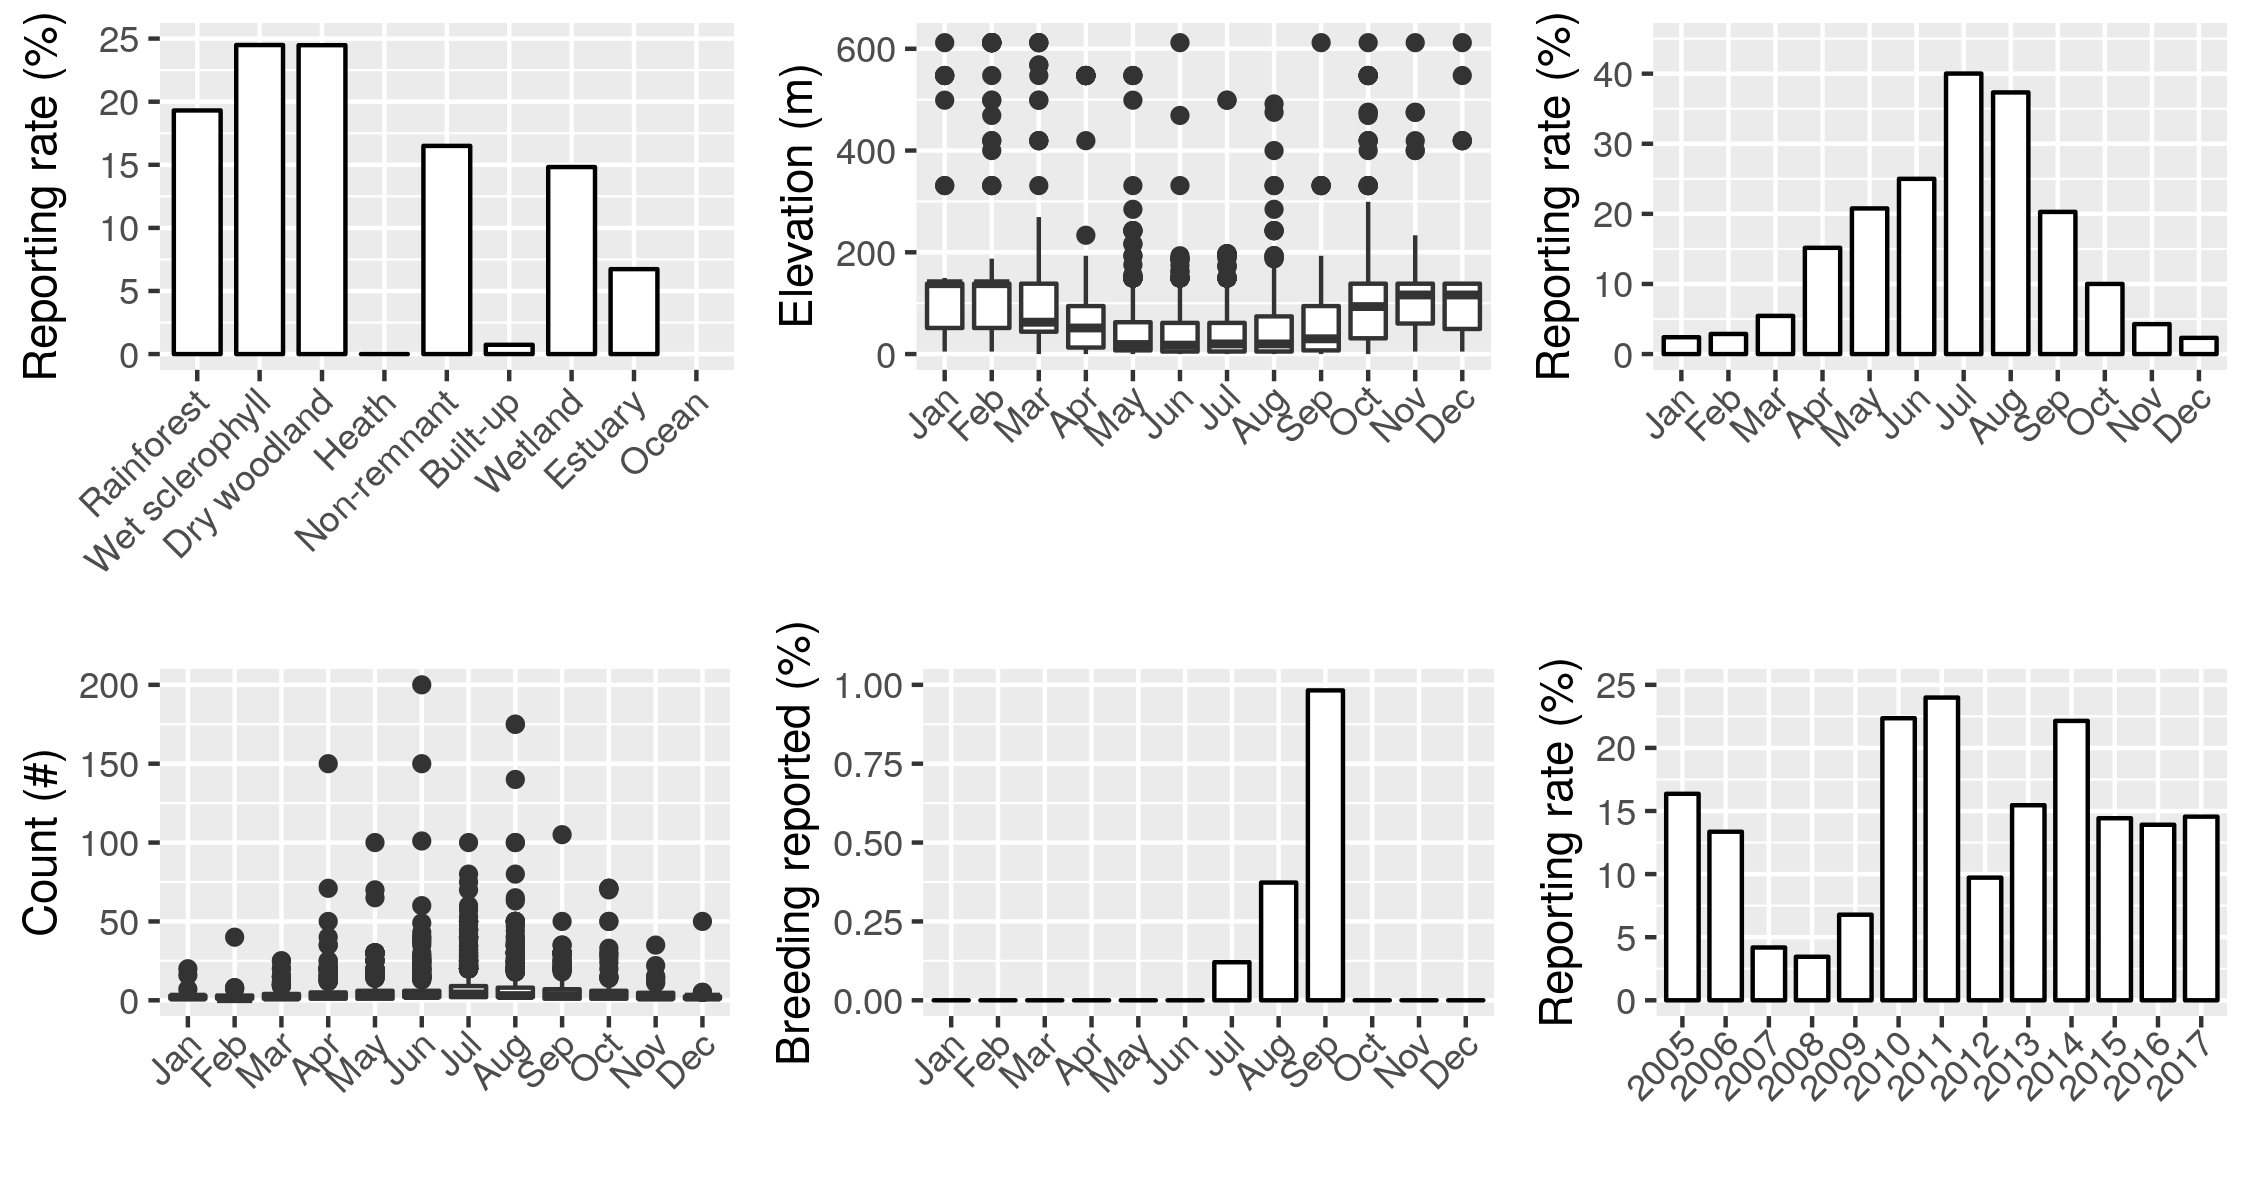 Reporting rate (%)
25
20
15
10
5
0
Rainforest
Wet sclerophyll
Dry woodland
Heath
Non-remnant
Built-up
Wetland
Estuary
Ocean
Elevation (m)
600
400
200
0
Jan
Feb
Mar
Apr
May
Jun
Jul
Aug
Sep
Oct
Nov
Dec
Reporting rate (%)
40
30
20
10
0
Jan
Feb
Mar
Apr
May
Jun
Jul
Aug
Sep
Oct
Nov
Dec
Count (#)
200
150
100
50
0
Jan
Feb
Mar
Apr
May
Jun
Jul
Aug
Sep
Oct
Nov
Dec
Breeding reported (%)
1.00
0.75
0.50
0.25
0.00
Jan
Feb
Mar
Apr
May
Jun
Jul
Aug
Sep
Oct
Nov
Dec
Reporting rate (%)
25
20
15
10
5
0
2005
2006
2007
2008
2009
2010
2011
2012
2013
2014
2015
2016
2017